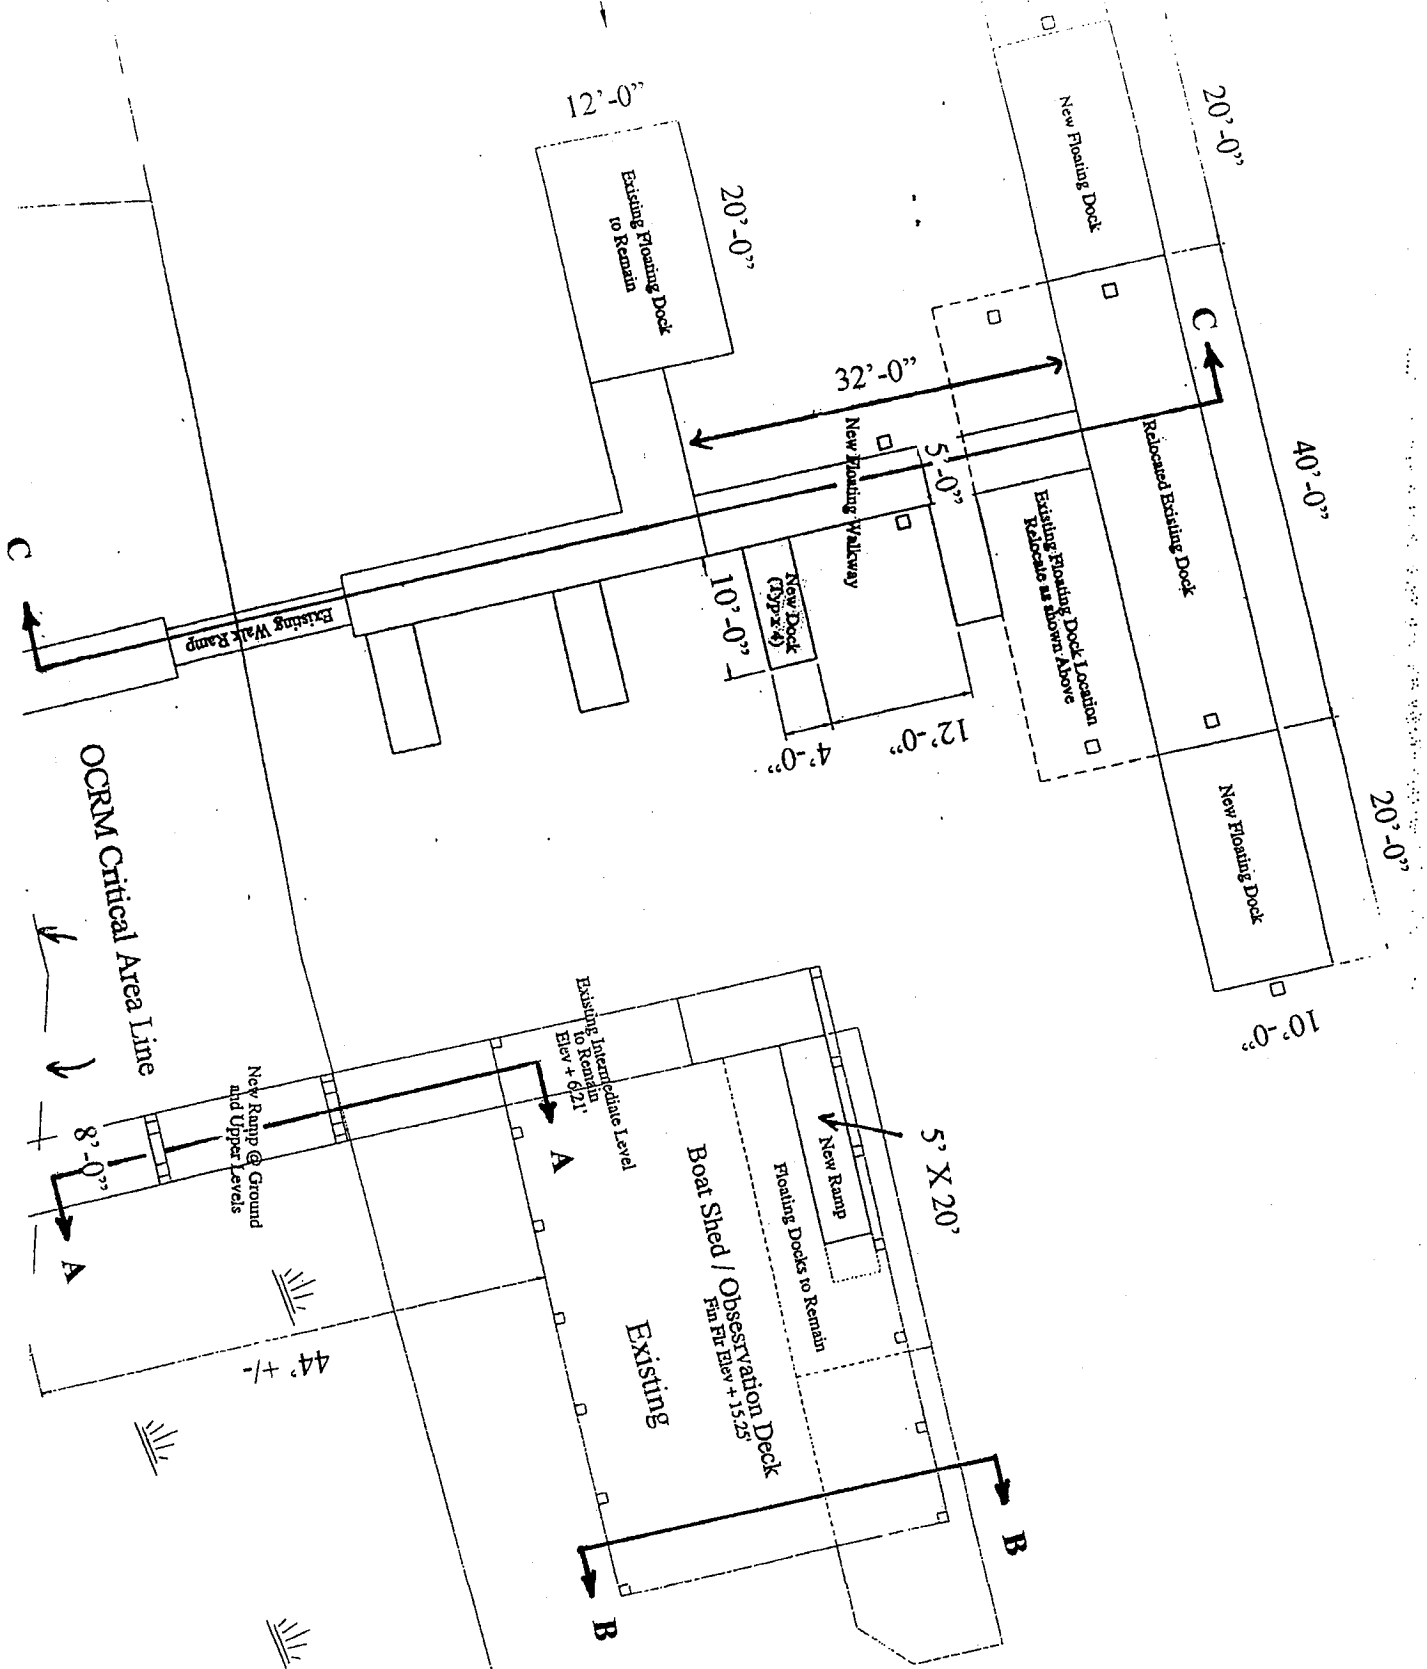 20'-0"
New Floating Dock
12'-0"
20'-0"
Existing Floating Dock
to Remain
C
32'-0"
40'-0"
Relocated Existing Dock
New Floating Walkway
5'-0"
Existing Floating Dock Location
Relocate as shown Above
20'-0"
New Floating Dock
10'-0"
C
Existing Walk Ramp
10'-0"
New Dock
(Typ x 4)
12'-0"
4'-0"
OCRM Critical Area Line
Existing Intermediate Level
to Remain
Elev + 6.21'
New Ramp @ Ground
and Upper Levels
8'-0"
A
A
5' X 20'
New Ramp
Floating Docks to Remain
Boat Shed / Obsesrvation Deck
Fin Flr Elev + 15.25'
Existing
44' +/-
B
B